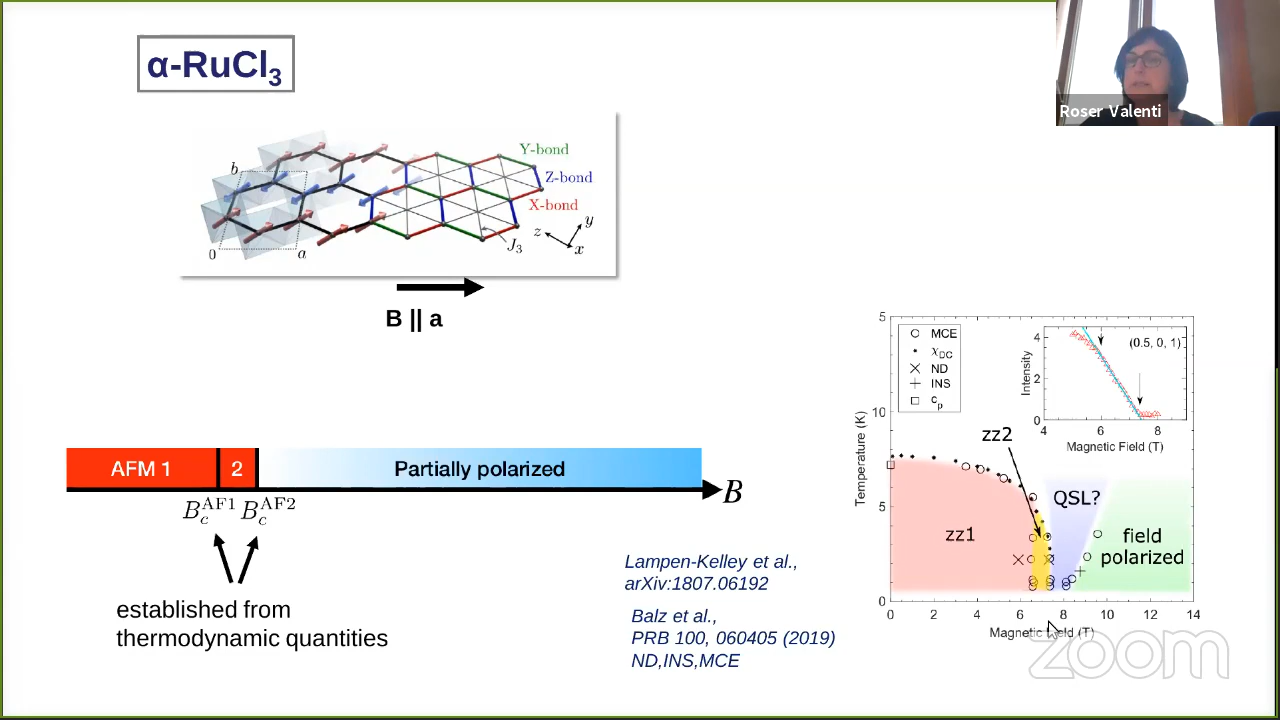 α-RuCl3
Roser Valenti
Y-bond
Z-bond
X-bond
b
0
a
J3
z
y
x
B || a
AFM 1
2
Partially polarized
B
B_c^AF1
B_c^AF2
established from
thermodynamic quantities
Lampen-Kelley et al.,
arXiv:1807.06192
Balz et al.,
PRB 100, 060405 (2019)
ND,INS,MCE
Temperature (K)
5
10
5
0
MCE
χDC
ND
INS
cp
Intensity
4
2
0
(0.5, 0, 1)
4
6
8
Magnetic Field (T)
zz2
zz1
QSL?
field
polarized
0
2
4
6
8
10
12
14
Magnetic Field (T)
zoom